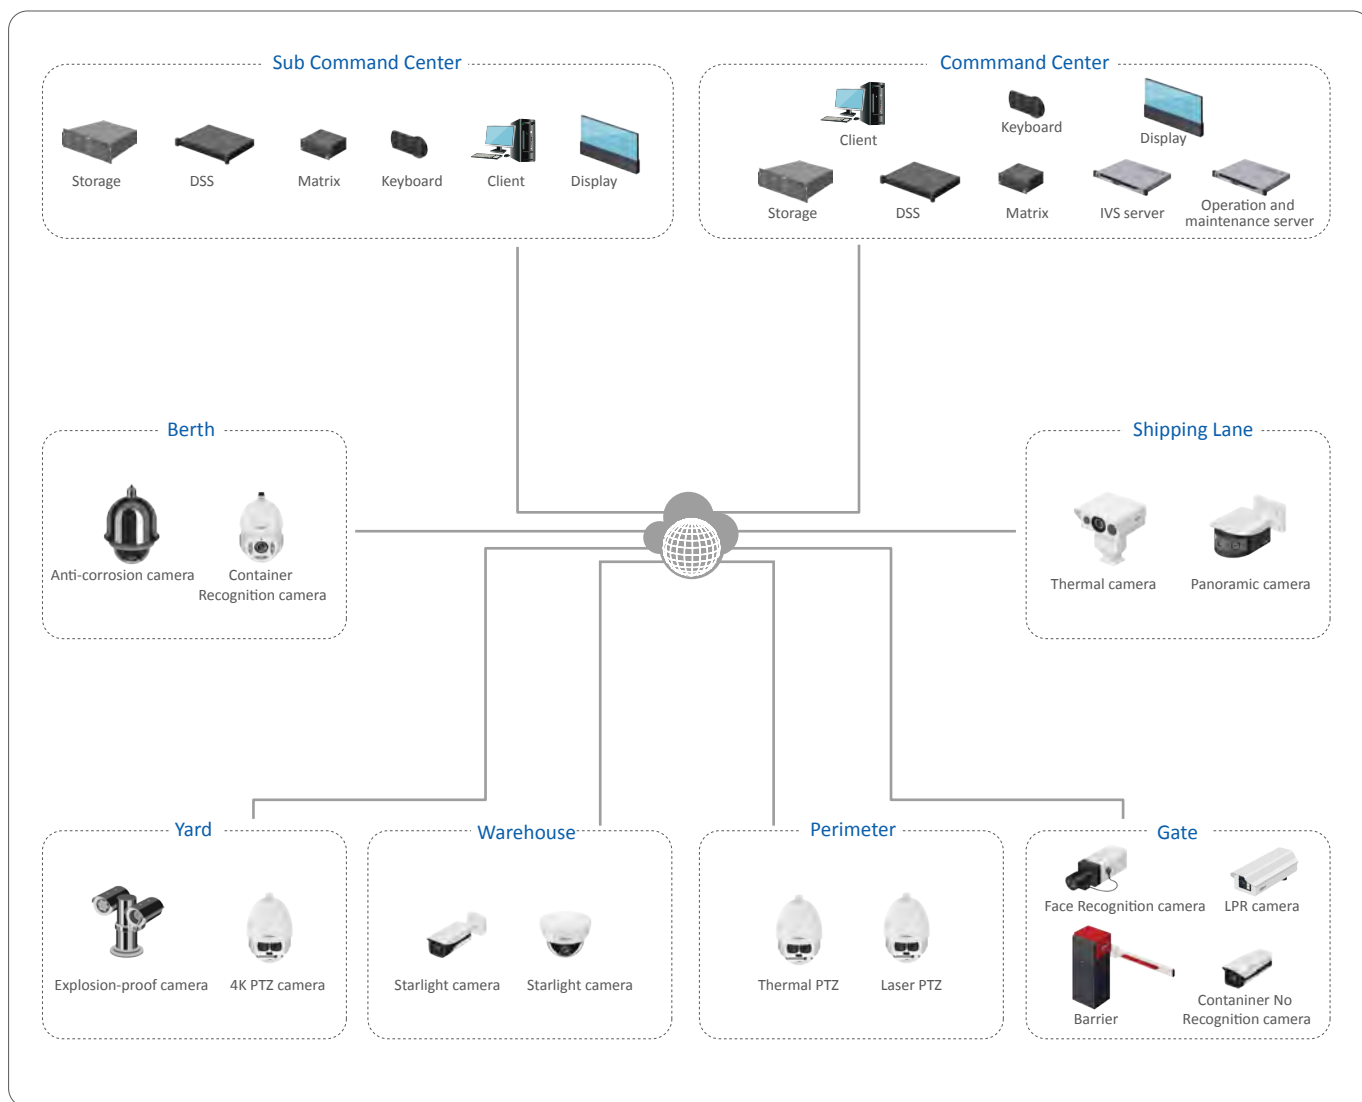 Sub Command Center
Storage
DSS
Matrix
Keyboard
Client
Display
Commmand Center
Client
Keyboard
Display
Storage
DSS
Matrix
IVS server
Operation and
maintenance server
Berth
Anti-corrosion camera
Container
Recognition camera
Shipping Lane
Thermal camera
Panoramic camera
Yard
Explosion-proof camera
4K PTZ camera
Warehouse
Starlight camera
Starlight camera
Perimeter
Thermal PTZ
Laser PTZ
Gate
Face Recognition camera
LPR camera
Barrier
Contaniner No
Recognition camera